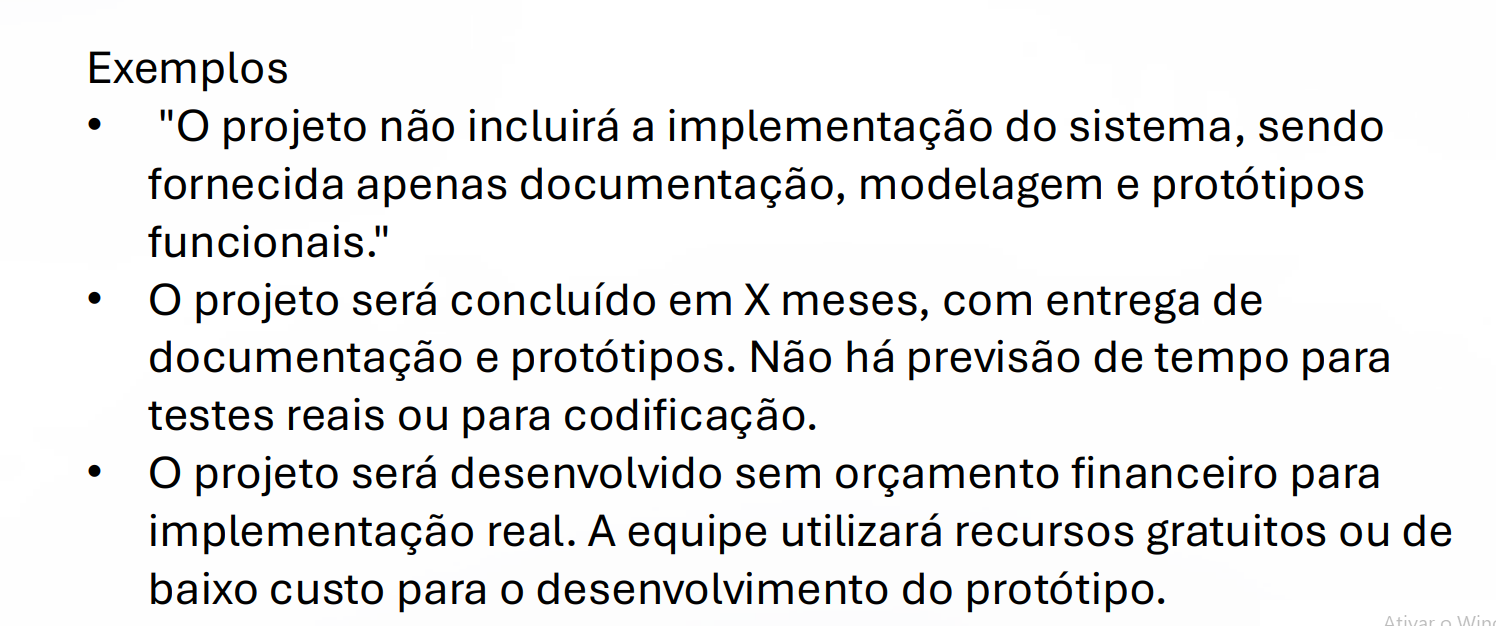 Exemplos
• "O projeto não incluirá a implementação do sistema, sendo
fornecida apenas documentação, modelagem e protótipos
funcionais."
• O projeto será concluído em X meses, com entrega de
documentação e protótipos. Não há previsão de tempo para
testes reais ou para codificação.
• O projeto será desenvolvido sem orçamento financeiro para
implementação real. A equipe utilizará recursos gratuitos ou de
baixo custo para o desenvolvimento do protótipo.
Ativar o